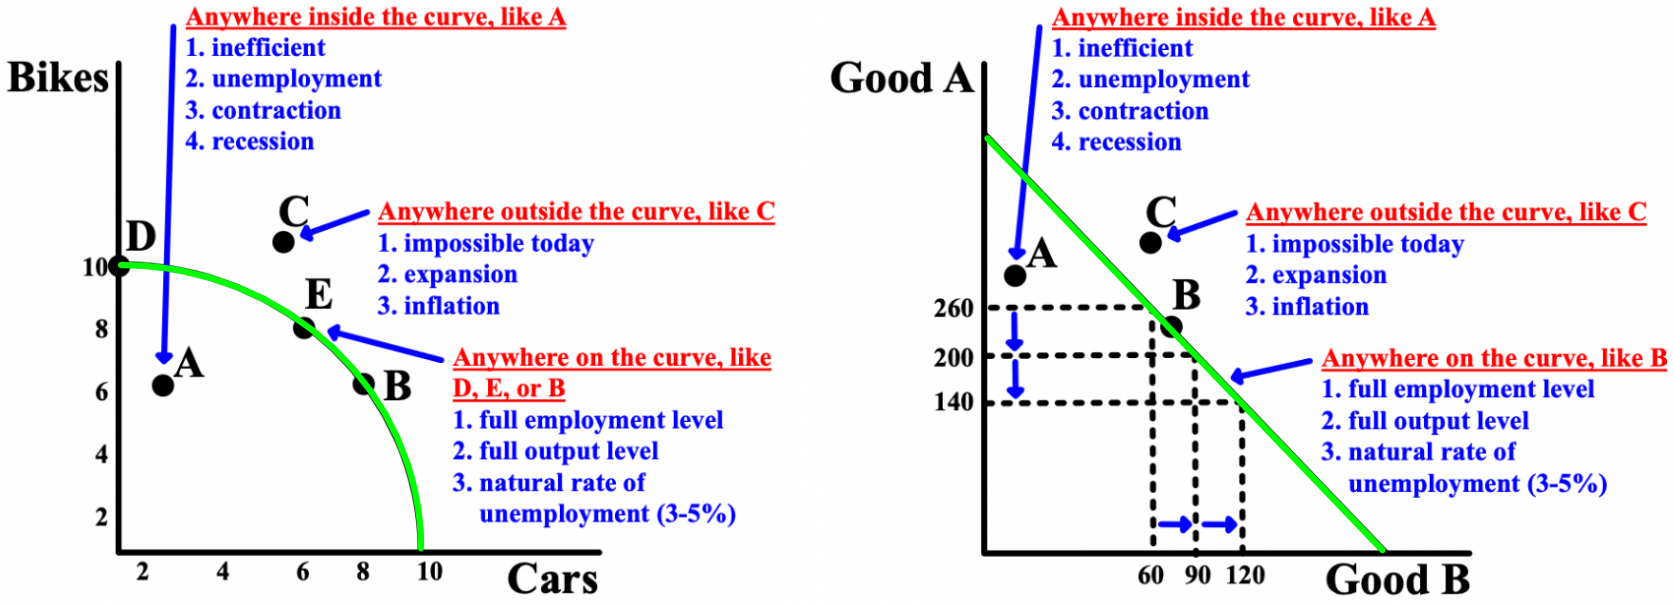 Anywhere inside the curve, like A
1. inefficient
2. unemployment
3. contraction
4. recession
Bikes
C
Anywhere outside the curve, like C
1. impossible today
2. expansion
3. inflation
D
10
E
8
Anywhere on the curve, like
D, E, or B
1. full employment level
2. full output level
3. natural rate of
unemployment (3-5%)
A
B
6
4
2
2
4
6
8
10
Cars
Anywhere inside the curve, like A
1. inefficient
2. unemployment
3. contraction
4. recession
Good A
C
Anywhere outside the curve, like C
1. impossible today
2. expansion
3. inflation
A
B
260
200
140
Anywhere on the curve, like B
1. full employment level
2. full output level
3. natural rate of
unemployment (3-5%)
60
90
120
Good B